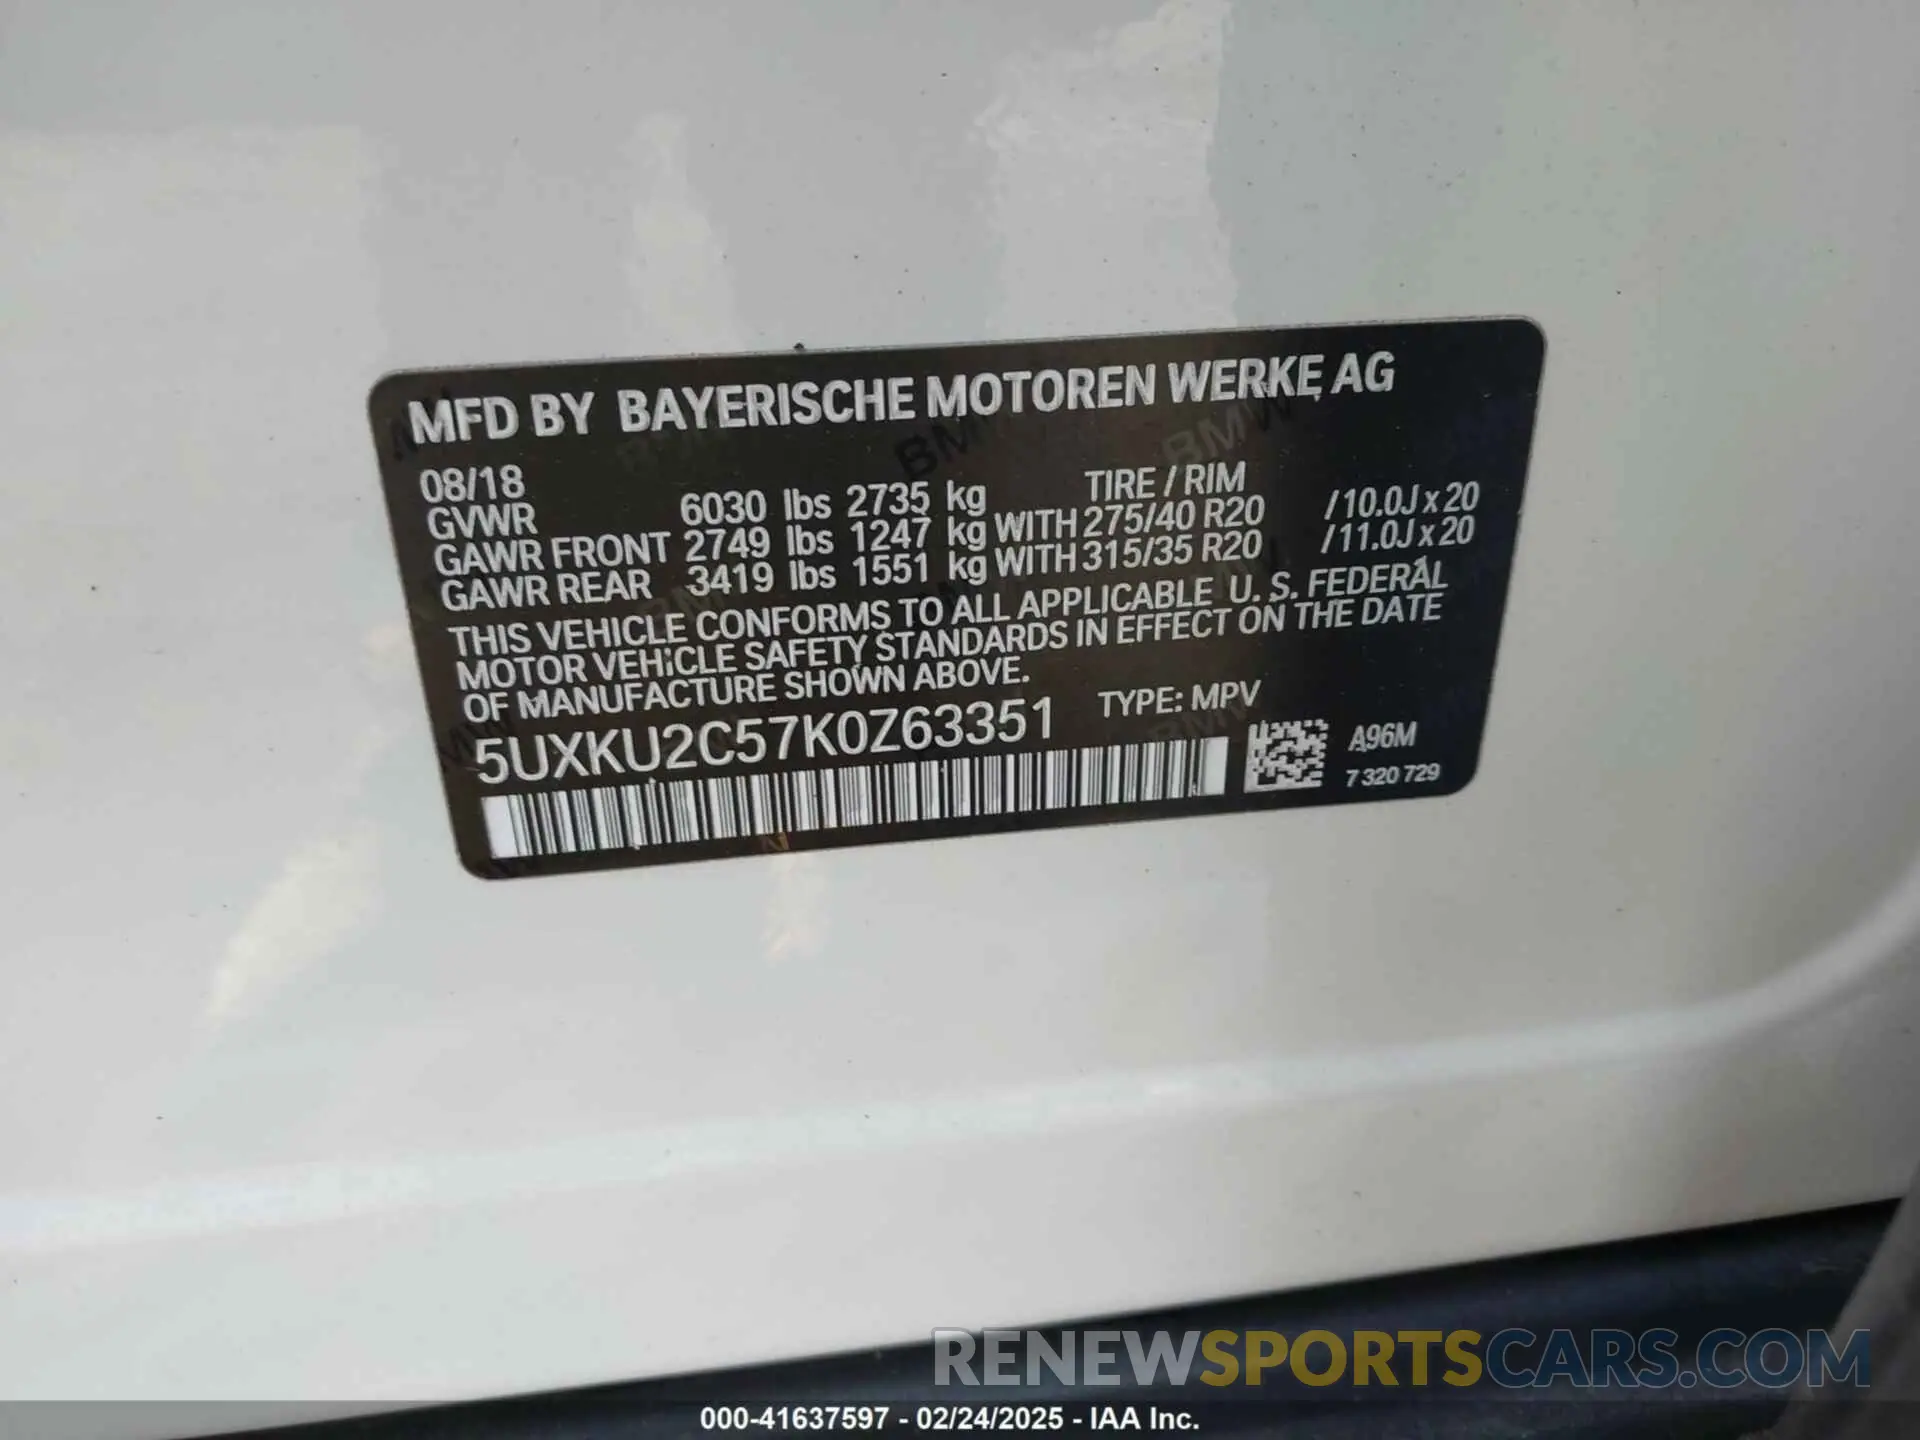 MFD BY BAYERISCHE MOTOREN WERKE AG
08/18
GVWR 6030 lbs 2735 kg TIRE / RIM
GAWR FRONT 2749 lbs 1247 kg WITH 275/40 R20 /10.0J x 20
GAWR REAR 3419 lbs 1551 kg WITH 315/35 R20 /11.0J x 20
THIS VEHICLE CONFORMS TO ALL APPLICABLE U. S. FEDERAL
MOTOR VEHICLE SAFETY STANDARDS IN EFFECT ON THE DATE
OF MANUFACTURE SHOWN ABOVE.
5UXKU2C57K0Z63351 TYPE: MPV
A96M
7 320 729
RENEWSPORTSCARS.COM
000-41637597 - 02/24/2025 - IAA Inc.